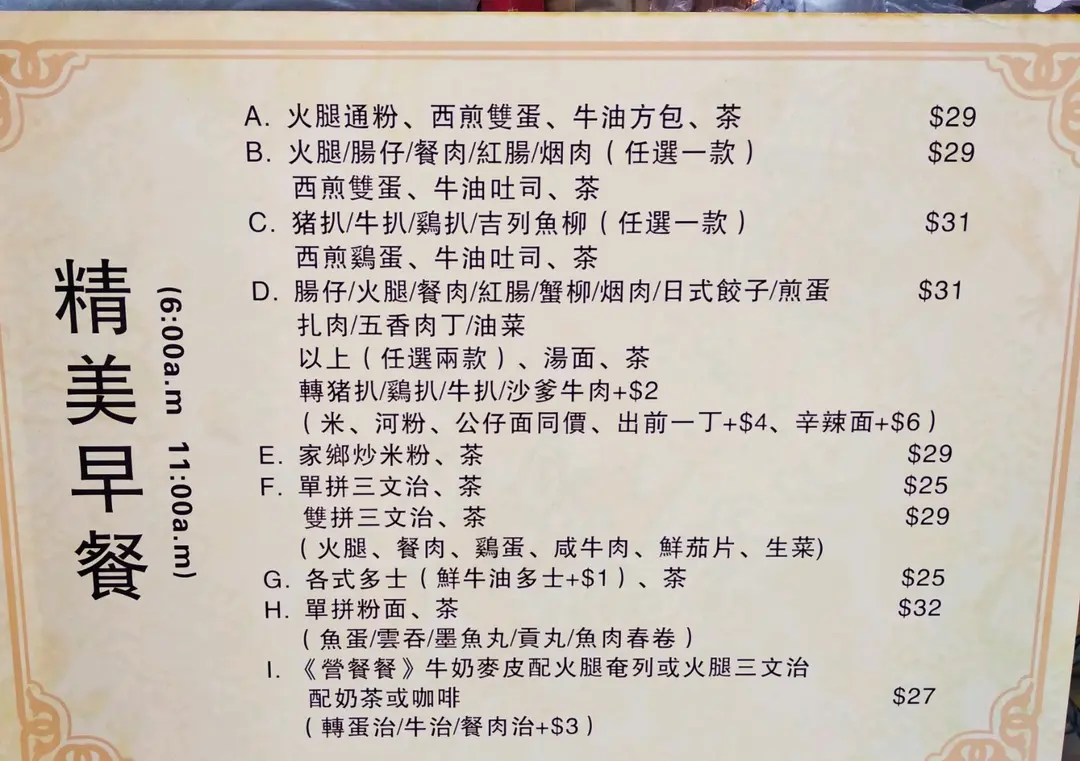 精美早餐
(6:00a.m 11:00a.m)
A. 火腿通粉、西煎雙蛋、牛油方包、茶 $29
B. 火腿/腸仔/餐肉/紅腸/烟肉（任選一款） $29
西煎雙蛋、牛油吐司、茶
C. 猪扒/牛扒/鷄扒/吉列魚柳（任選一款） $31
西煎鷄蛋、牛油吐司、茶
D. 腸仔/火腿/餐肉/紅腸/蟹柳/烟肉/日式餃子/煎蛋 $31
扎肉/五香肉丁/油菜
以上（任選兩款）、湯面、茶
轉猪扒/鷄扒/牛扒/沙爹牛肉+$2
（米、河粉、公仔面同價、出前一丁+$4、辛辣面+$6）
E. 家鄉炒米粉、茶 $29
F. 單拼三文治、茶 $25
雙拼三文治、茶 $29
(火腿、餐肉、鷄蛋、咸牛肉、鮮茄片、生菜)
G. 各式多士（鮮牛油多士+$1）、茶 $25
H. 單拼粉面、茶 $32
（魚蛋/雲吞/墨魚丸/貢丸/魚肉春卷）
I. 《營餐餐》牛奶麥皮配火腿奄列或火腿三文治
配奶茶或咖啡 $27
（轉蛋治/牛治/餐肉治+$3）